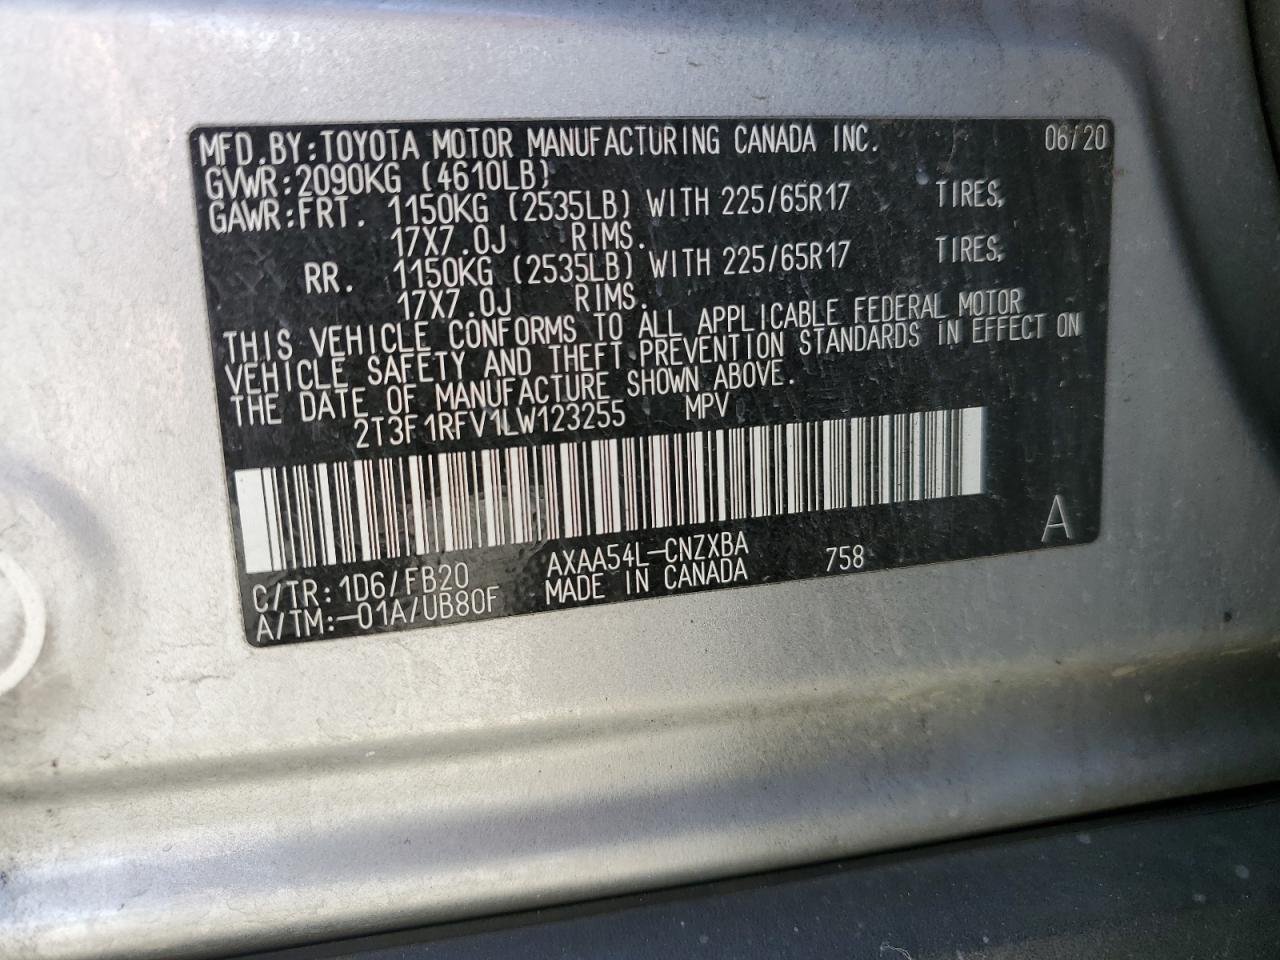 MFD.BY:TOYOTA MOTOR MANUFACTURING CANADA INC. 06/20
GVWR:2090KG (4610LB)
GAWR:FRT. 1150KG (2535LB) WITH 225/65R17 TIRES,
17X7.0J RIMS.
RR. 1150KG (2535LB) WITH 225/65R17 TIRES,
17X7.0J RIMS.
THIS VEHICLE CONFORMS TO ALL APPLICABLE FEDERAL MOTOR
VEHICLE SAFETY AND THEFT PREVENTION STANDARDS IN EFFECT ON
THE DATE OF MANUFACTURE SHOWN ABOVE.
2T3F1RFV1LW123255 MPV
A
C/TR:1D6/FB20 AXAA54L-CNZXBA 758
A/TM:-01A/UB80F MADE IN CANADA